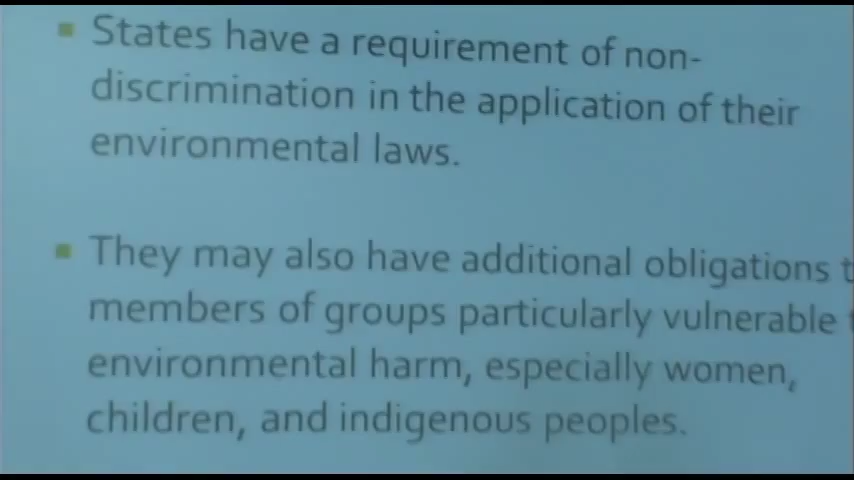 States have a requirement of non-
discrimination in the application of their
environmental laws.
They may also have additional obligations t
members of groups particularly vulnerable
environmental harm, especially women,
children, and indigenous peoples.